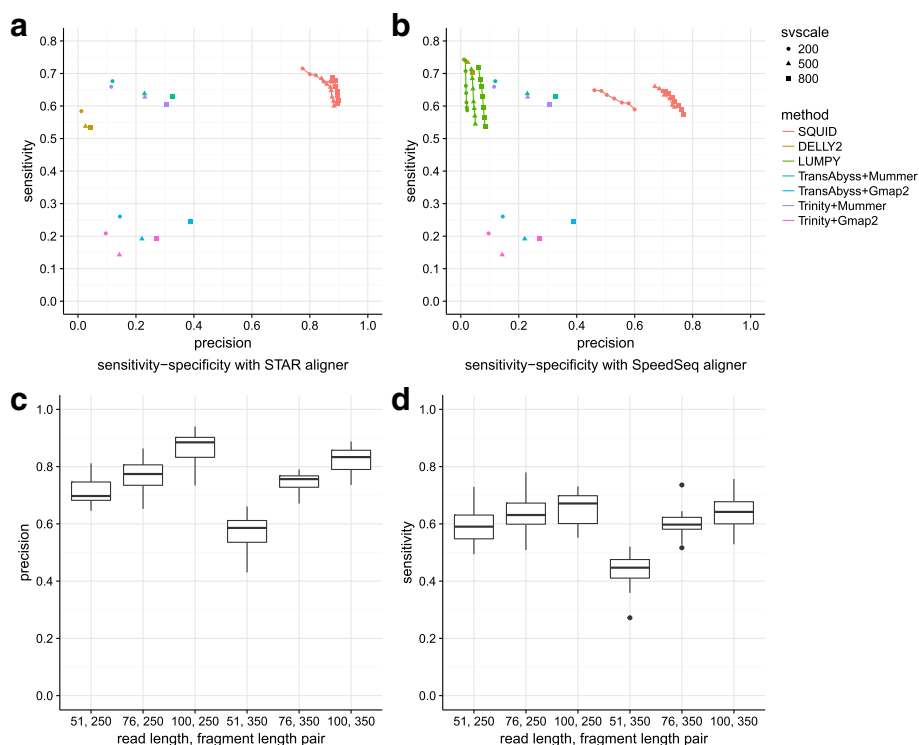 a
0.8
0.7
0.6
0.5
0.4
0.3
0.2
0.1
0.0
sensitivity
0.0 0.2 0.4 0.6 0.8 1.0
precision
sensitivity−specificity with STAR aligner
b
0.8
0.7
0.6
0.5
0.4
0.3
0.2
0.1
0.0
sensitivity
0.0 0.2 0.4 0.6 0.8 1.0
precision
sensitivity−specificity with SpeedSeq aligner
svscale
200
500
800
method
SQUID
DELLY2
LUMPY
TransAbyss+Mummer
TransAbyss+Gmap2
Trinity+Mummer
Trinity+Gmap2
c
1.0
0.8
0.6
0.4
0.2
0.0
precision
51, 250 76, 250 100, 250 51, 350 76, 350 100, 350
read length, fragment length pair
d
1.0
0.8
0.6
0.4
0.2
0.0
sensitivity
51, 250 76, 250 100, 250 51, 350 76, 350 100, 350
read length, fragment length pair